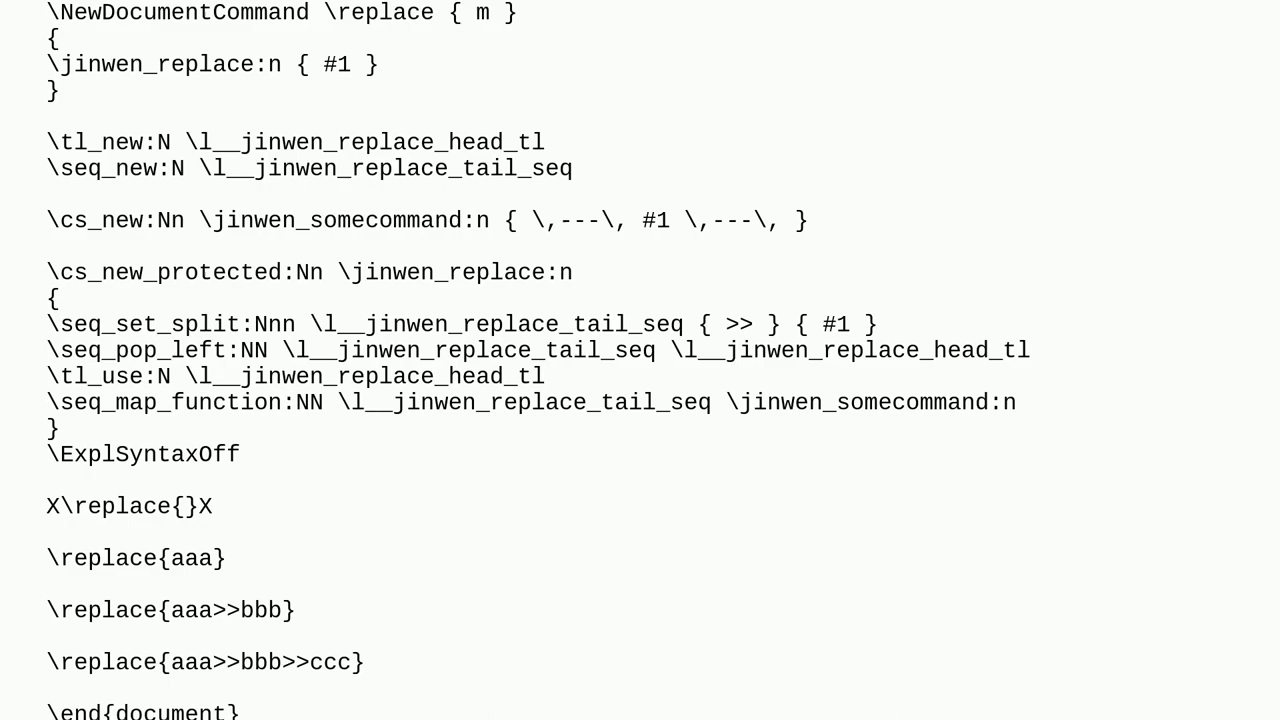 \NewDocumentCommand \replace { m }
{
\jinwen_replace:n { #1 }
}
\tl_new:N \l__jinwen_replace_head_tl
\seq_new:N \l__jinwen_replace_tail_seq
\cs_new:Nn \jinwen_somecommand:n { \,---\, #1 \,---\, }
\cs_new_protected:Nn \jinwen_replace:n
{
\seq_set_split:Nnn \l__jinwen_replace_tail_seq { >> } { #1 }
\seq_pop_left:NN \l__jinwen_replace_tail_seq \l__jinwen_replace_head_tl
\tl_use:N \l__jinwen_replace_head_tl
\seq_map_function:NN \l__jinwen_replace_tail_seq \jinwen_somecommand:n
}
\ExplSyntaxOff
X\replace{}X
\replace{aaa}
\replace{aaa>>bbb}
\replace{aaa>>bbb>>ccc}
\end{document}